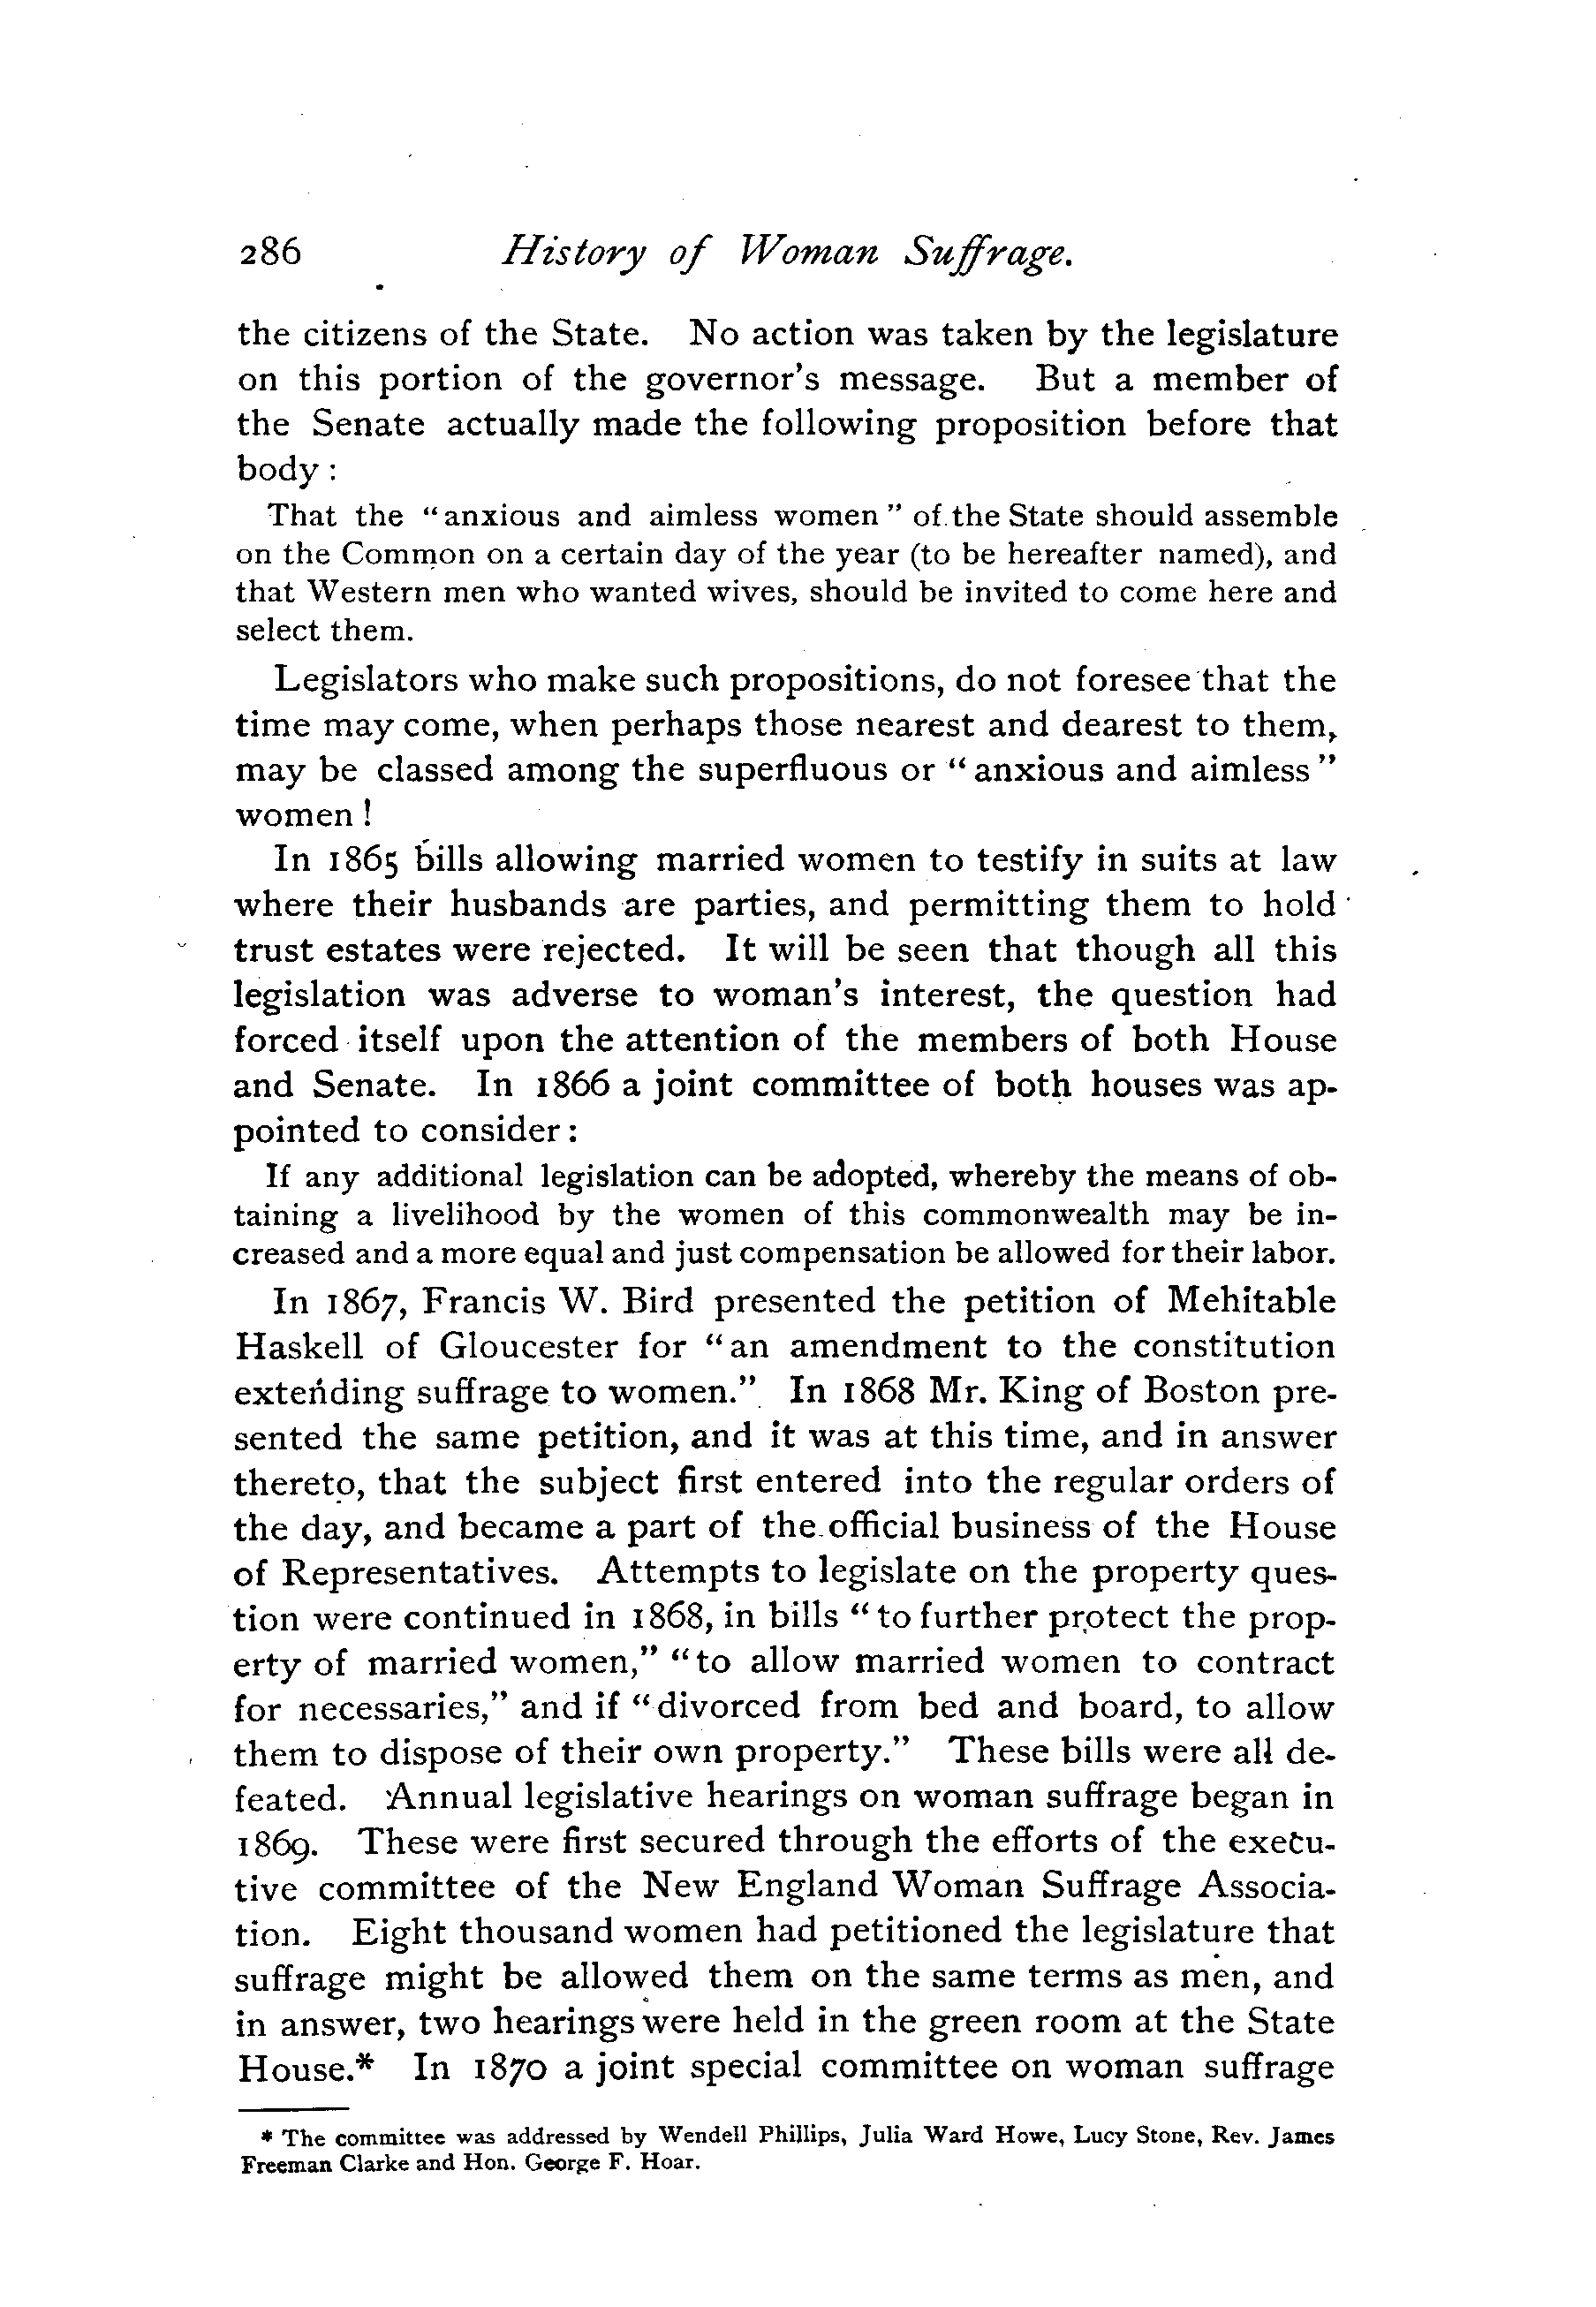 286 History of Woman Suffrage.
the citizens of the State. No action was taken by the legislature
on this portion of the governor's message. But a member of
the Senate actually made the following proposition before that
body :
That the "anxious and aimless women" of the State should assemble
on the Common on a certain day of the year (to be hereafter named), and
that Western men who wanted wives, should be invited to come here and
select them.
Legislators who make such propositions, do not foresee that the
time may come, when perhaps those nearest and dearest to them,
may be classed among the superfluous or "anxious and aimless"
women !
In 1865 bills allowing married women to testify in suits at law
where their husbands are parties, and permitting them to hold
trust estates were rejected. It will be seen that though all this
legislation was adverse to woman's interest, the question had
forced itself upon the attention of the members of both House
and Senate. In 1866 a joint committee of both houses was ap-
pointed to consider :
If any additional legislation can be adopted, whereby the means of ob-
taining a livelihood by the women of this commonwealth may be in-
creased and a more equal and just compensation be allowed for their labor.
In 1867, Francis W. Bird presented the petition of Mehitable
Haskell of Gloucester for "an amendment to the constitution
extending suffrage to women." In 1868 Mr. King of Boston pre-
sented the same petition, and it was at this time, and in answer
thereto, that the subject first entered into the regular orders of
the day, and became a part of the official business of the House
of Representatives. Attempts to legislate on the property ques-
tion were continued in 1868, in bills "to further protect the prop-
erty of married women," "to allow married women to contract
for necessaries," and if "divorced from bed and board, to allow
them to dispose of their own property." These bills were all de-
feated. Annual legislative hearings on woman suffrage began in
1869. These were first secured through the efforts of the execu-
tive committee of the New England Woman Suffrage Associa-
tion. Eight thousand women had petitioned the legislature that
suffrage might be allowed them on the same terms as men, and
in answer, two hearings were held in the green room at the State
House.* In 1870 a joint special committee on woman suffrage
* The committee was addressed by Wendell Phillips, Julia Ward Howe, Lucy Stone, Rev. James
Freeman Clarke and Hon. George F. Hoar.